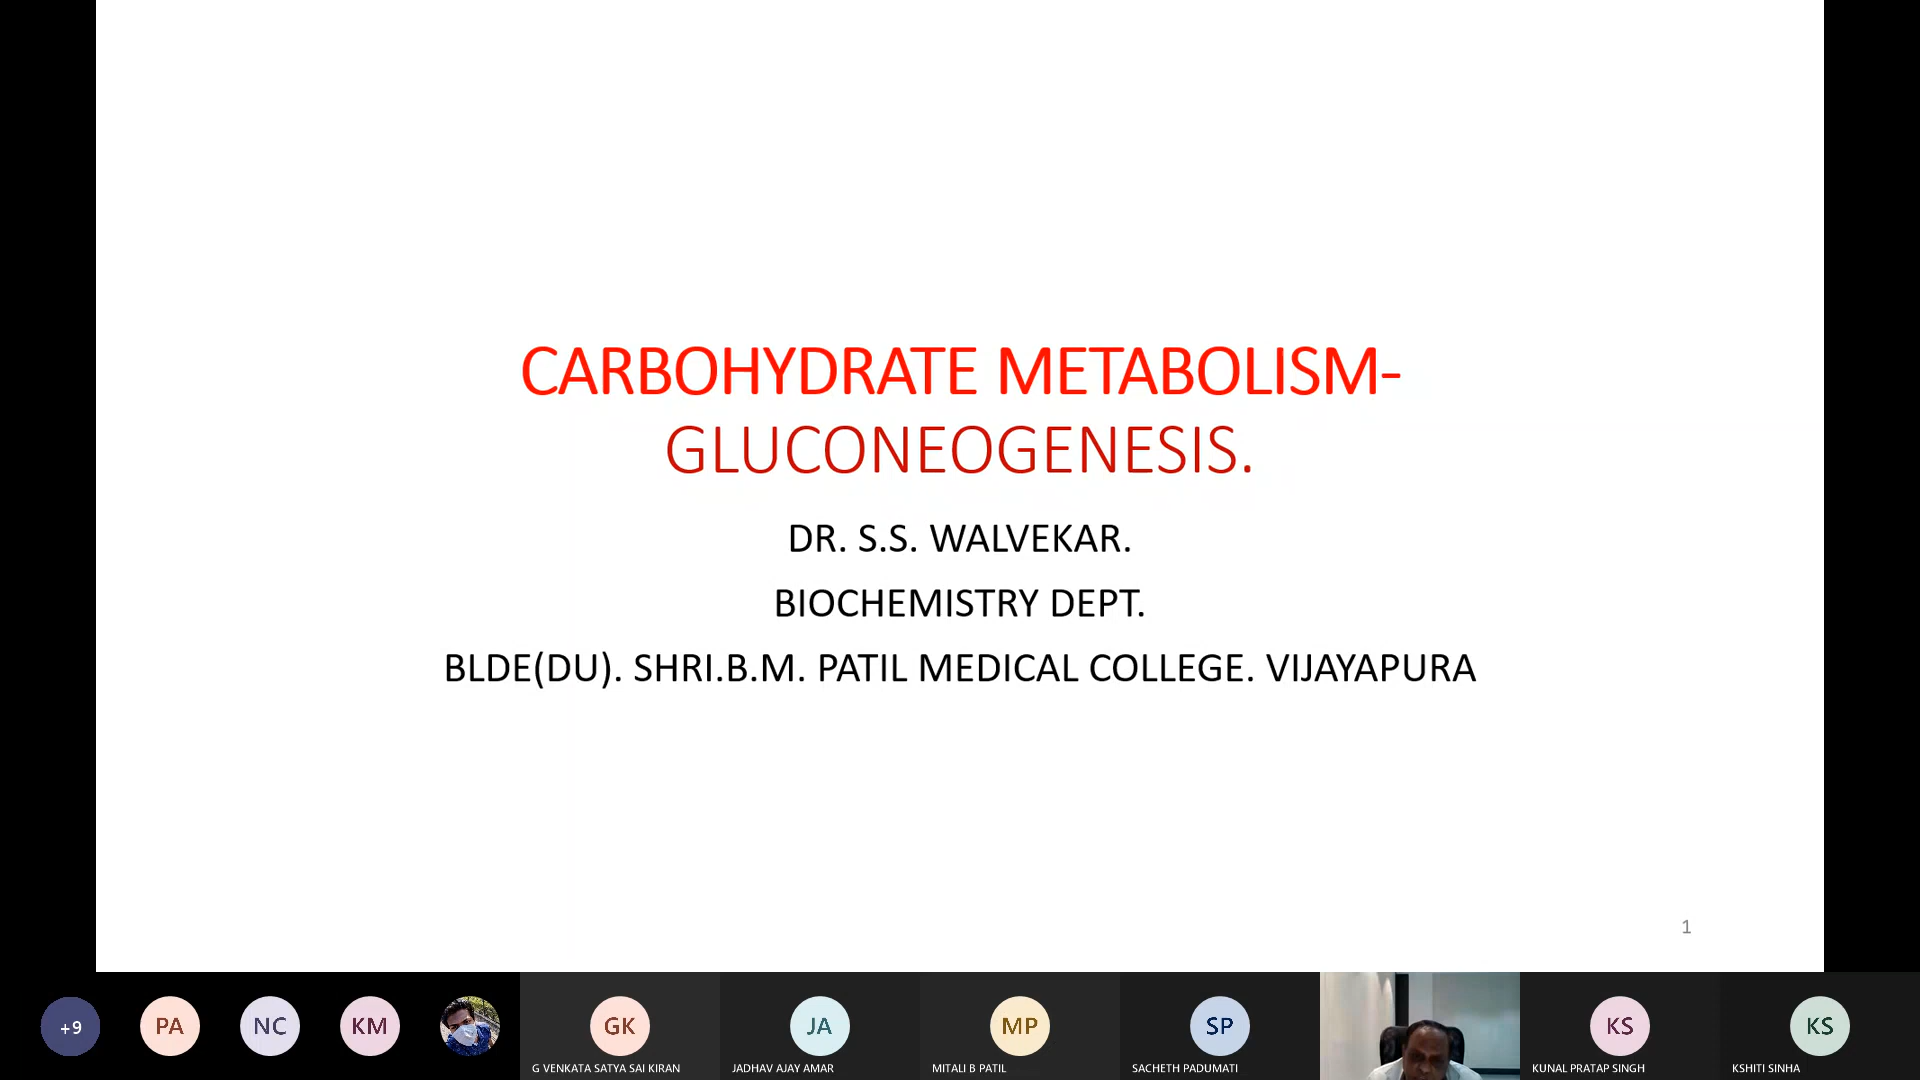 CARBOHYDRATE METABOLISM-
GLUCONEOGENESIS.
DR. S.S. WALVEKAR.
BIOCHEMISTRY DEPT.
BLDE(DU). SHRI.B.M. PATIL MEDICAL COLLEGE. VIJAYAPURA
1
+9
PA
NC
KM
GK
JA
MP
SP
KS
KS
G VENKATA SATYA SAI KIRAN
JADHAV AJAY AMAR
MITALI B PATIL
SACHETH PADUMATI
KUNAL PRATAP SINGH
KSHITI SINHA